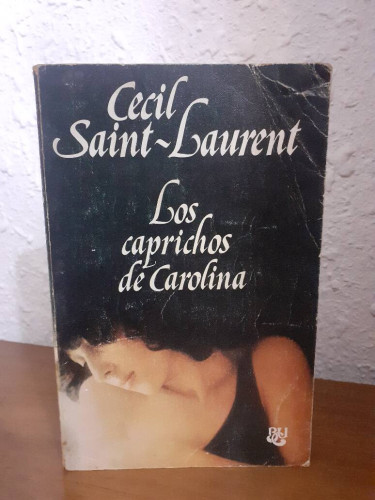 Cecil
Saint-Laurent
Los
caprichos
de Carolina